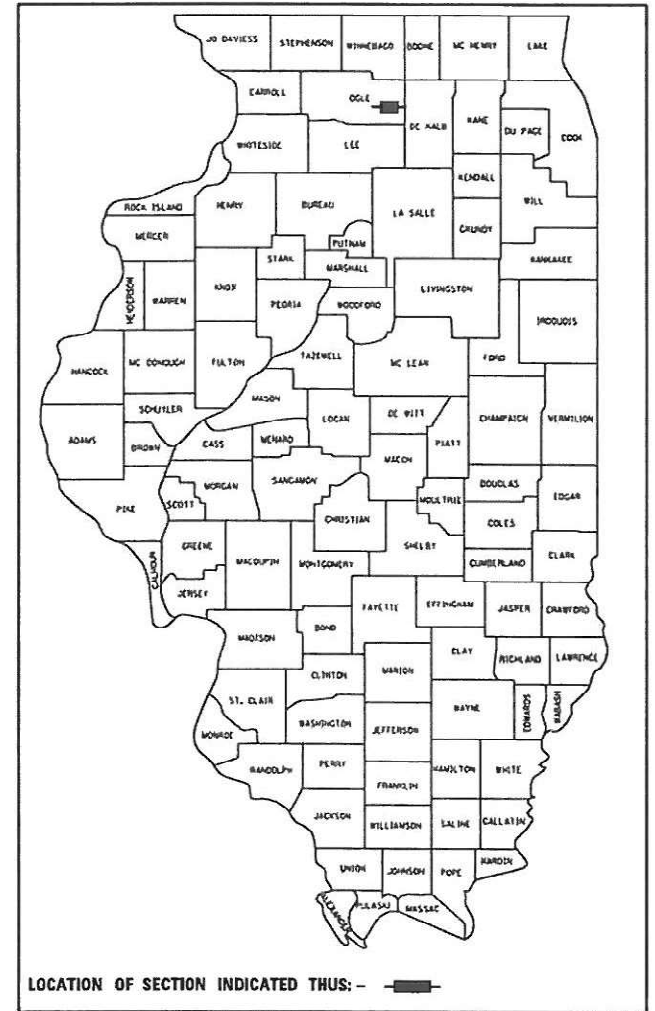 JO DAVIESS STEPHENSON WINNEBAGO BOONE MC HENRY LAKE
CARROLL OGLE DE KALB KANE DU PAGE COOK
WHITESIDE LEE KENDALL WILL
ROCK ISLAND HENRY BUREAU LA SALLE GRUNDY
MERCER PUTNAM KANKAKEE
STARK MARSHALL
HENDERSON WARREN KNOX PEORIA WOODFORD LIVINGSTON IROQUOIS
HANCOCK MC DONOUGH FULTON TAZEWELL MC LEAN FORD
SCHUYLER MASON LOGAN DE WITT CHAMPAIGN VERMILION
ADAMS BROWN CASS MENARD MACON PIATT
PIKE SCOTT MORGAN SANGAMON MOULTRIE DOUGLAS EDGAR
CHRISTIAN COLES
CALHOUN GREENE MACOUPIN MONTGOMERY SHELBY CUMBERLAND CLARK
JERSEY FAYETTE EFFINGHAM JASPER CRAWFORD
MADISON BOND
CLINTON MARION CLAY RICHLAND LAWRENCE
ST. CLAIR WASHINGTON JEFFERSON WAYNE EDWARDS WABASH
MONROE
RANDOLPH PERRY FRANKLIN HAMILTON WHITE
JACKSON WILLIAMSON SALINE GALLATIN
UNION JOHNSON POPE HARDIN
ALEXANDER PULASKI MASSAC
LOCATION OF SECTION INDICATED THUS: -